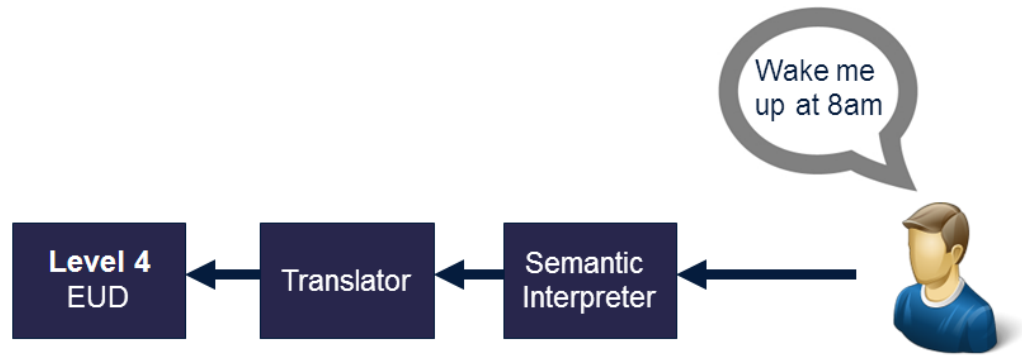 Wake me
up at 8am
Level 4
EUD
Translator
Semantic
Interpreter